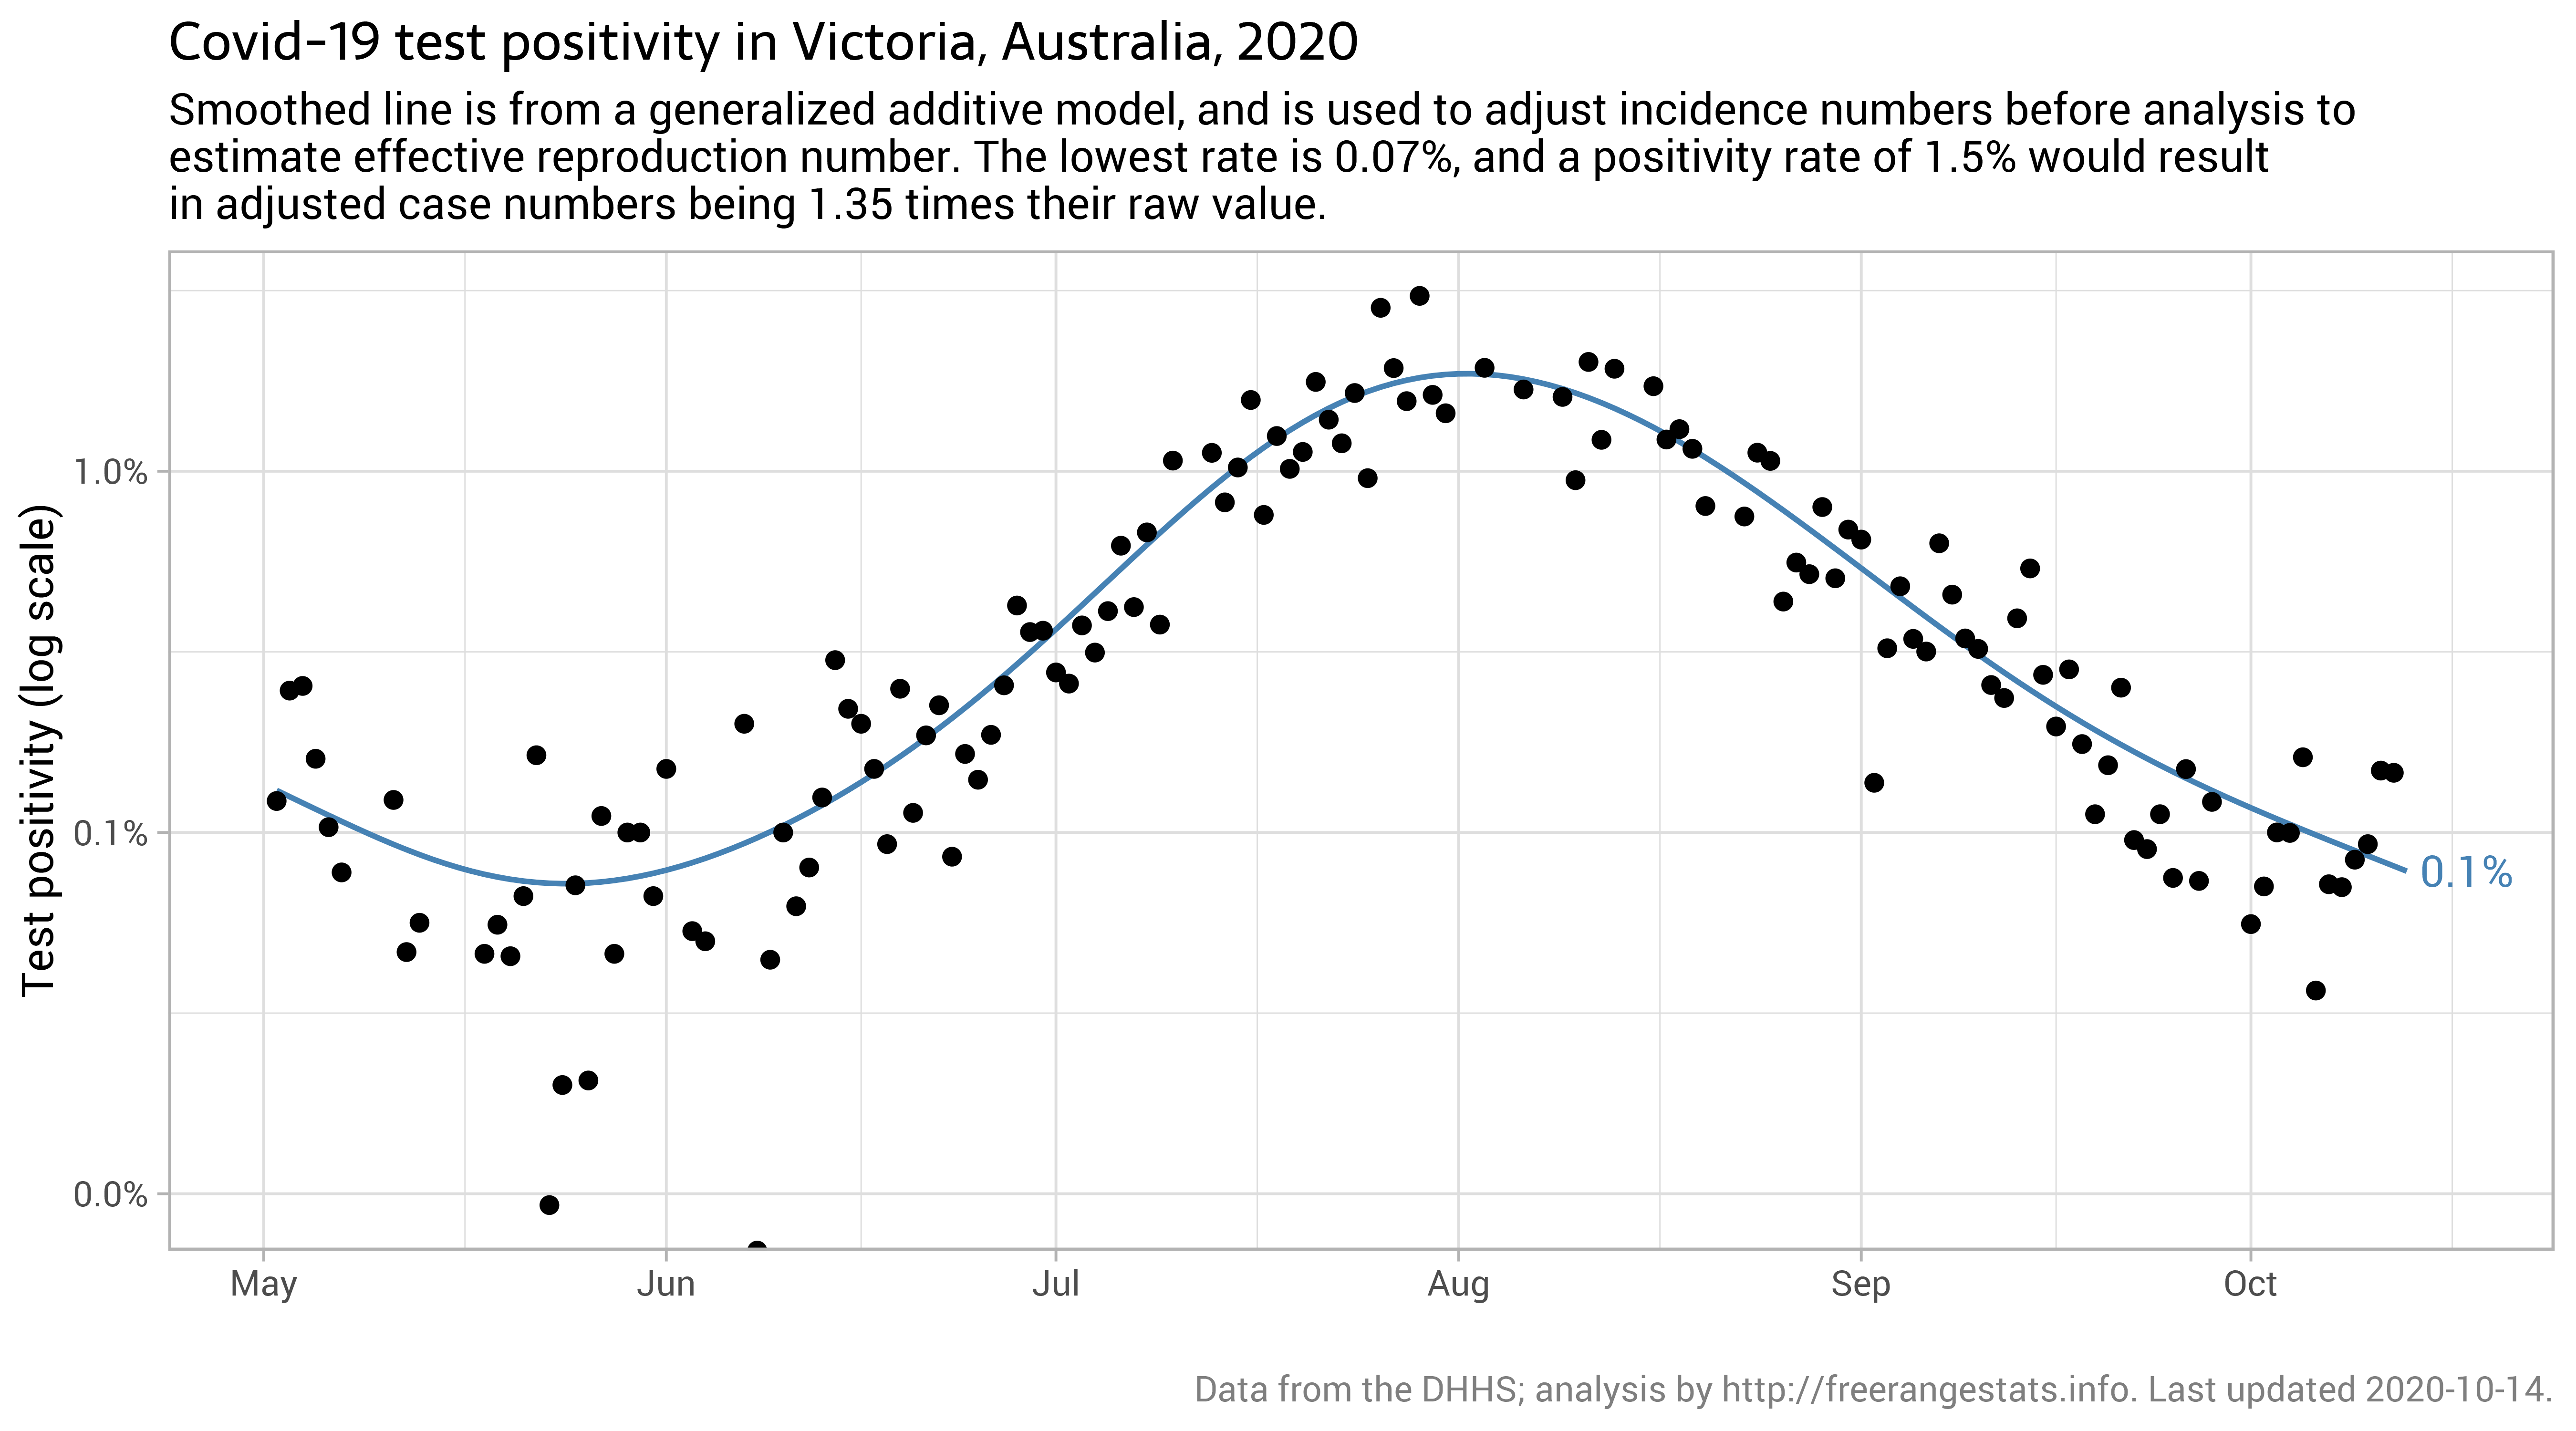 Covid-19 test positivity in Victoria, Australia, 2020
Smoothed line is from a generalized additive model, and is used to adjust incidence numbers before analysis to
estimate effective reproduction number. The lowest rate is 0.07%, and a positivity rate of 1.5% would result
in adjusted case numbers being 1.35 times their raw value.
Test positivity (log scale)
1.0%
0.1%
0.0%
0.1%
May
Jun
Jul
Aug
Sep
Oct
Data from the DHHS; analysis by http://freerangestats.info. Last updated 2020-10-14.